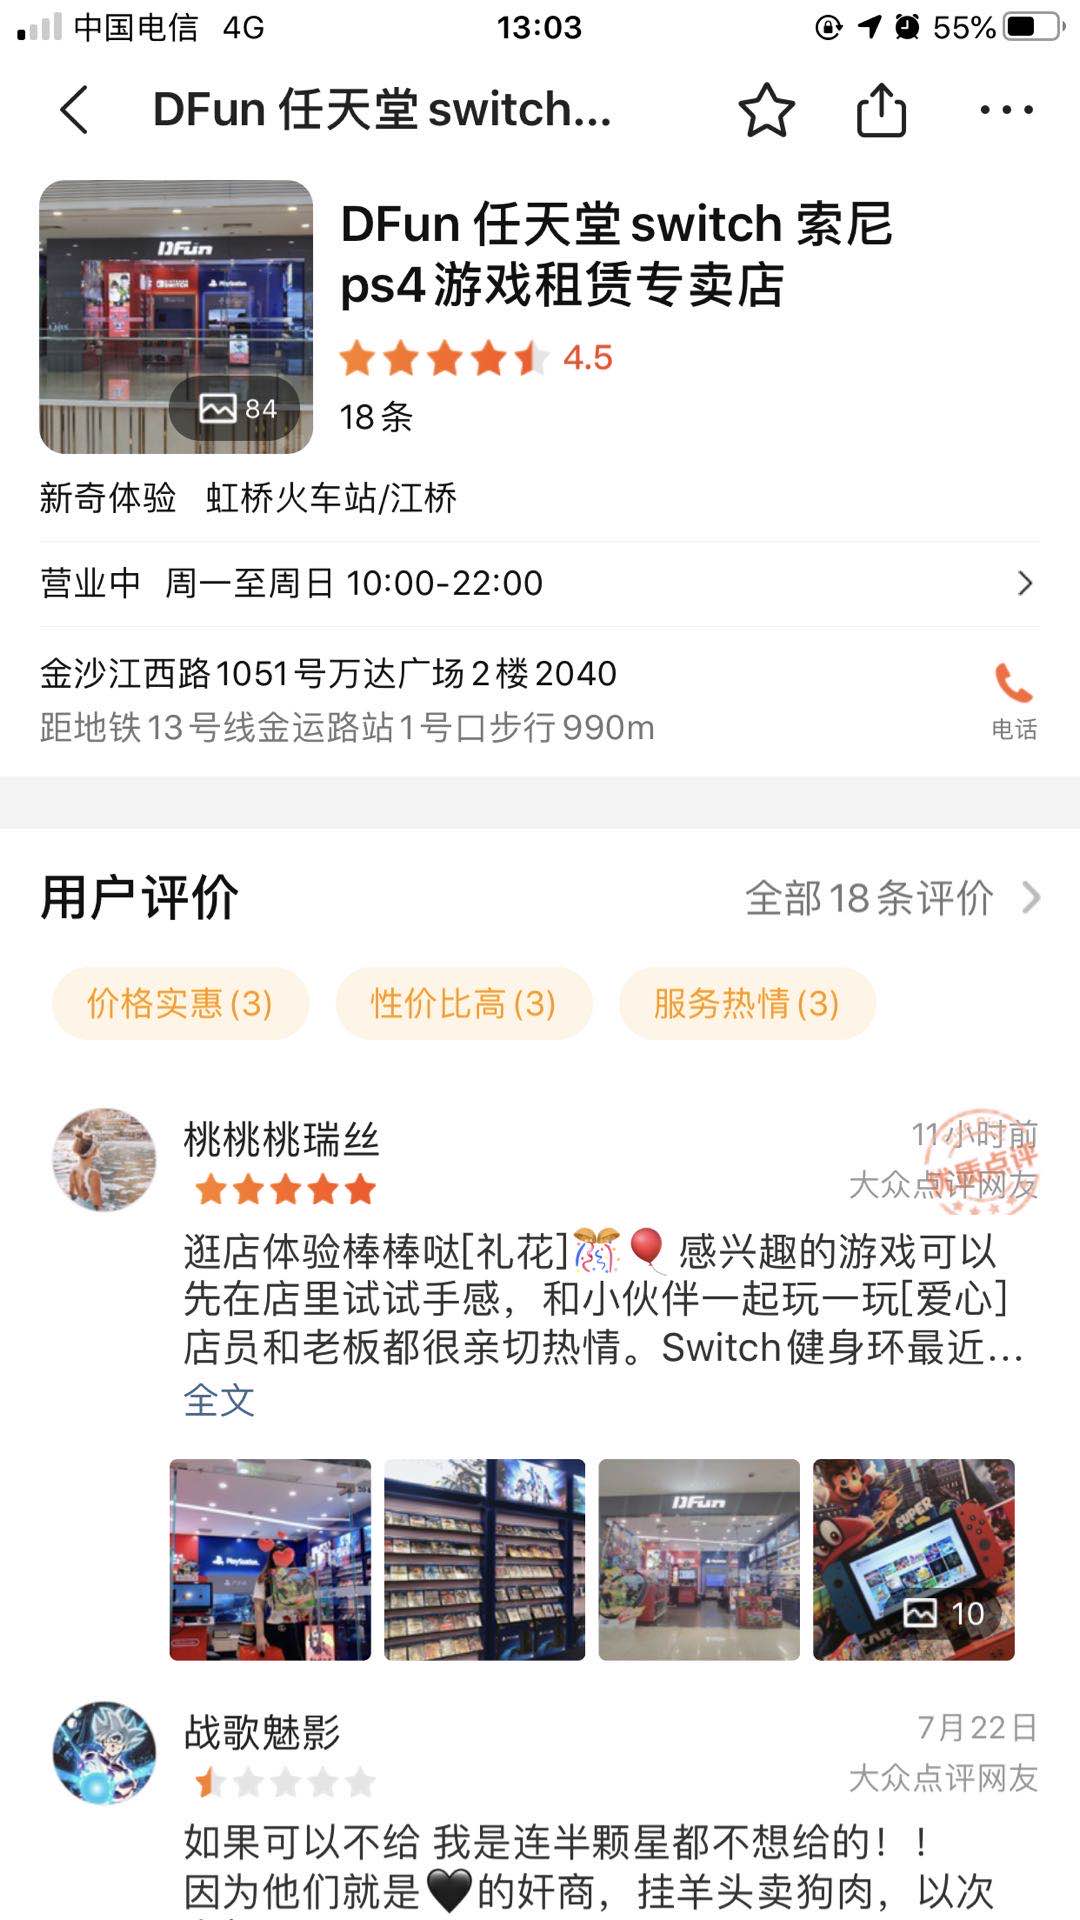 中国电信 4G 13:03 55%
DFun 任天堂 switch...
DFun
PlayStation
84
DFun 任天堂 switch 索尼
ps4游戏租赁专卖店
4.5
18条
新奇体验 虹桥火车站/江桥
营业中 周一至周日 10:00-22:00
金沙江西路1051号万达广场2楼2040
距地铁13号线金运路站1号口步行990m
电话
用户评价
全部18条评价
价格实惠(3)
性价比高(3)
服务热情(3)
桃桃桃瑞丝
11小时前
大众点评网友
优质点评
逛店体验棒棒哒[礼花]🎊🎈 感兴趣的游戏可以
先在店里试试手感，和小伙伴一起玩一玩[爱心]
店员和老板都很亲切热情。Switch健身环最近...
全文
PlayStation
DFun
SUPER
10
战歌魅影
7月22日
大众点评网友
如果可以不给 我是连半颗星都不想给的！！
因为他们就是🖤的奸商，挂羊头卖狗肉，以次